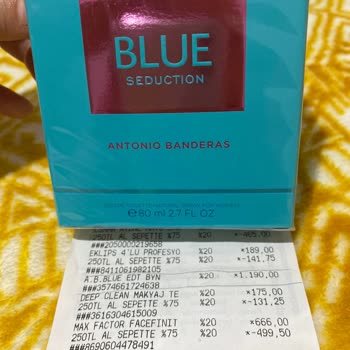 BLUE
SEDUCTION
ANTONIO BANDERAS
℮80 ml 2.7 FL OZ
250TL AL SEPETTE %75 %20 *-465,00
###2050000219658
EKLIPS 4'LU PROFESYO %20 *189,00
250TL AL SEPETTE %75 %20 *-141,75
###8411061982105
A.B.BLUE EDT BYN %20 *1.190,00
###3574661724638
DEEP CLEAN MAKYAJ TE %20 *175,00
250TL AL SEPETTE %75 %20 *-131,25
###3616304615009
MAX FACTOR FACEFINIT %20 *666,00
250TL AL SEPETTE %75 %20 *-499,50
###8690604478491